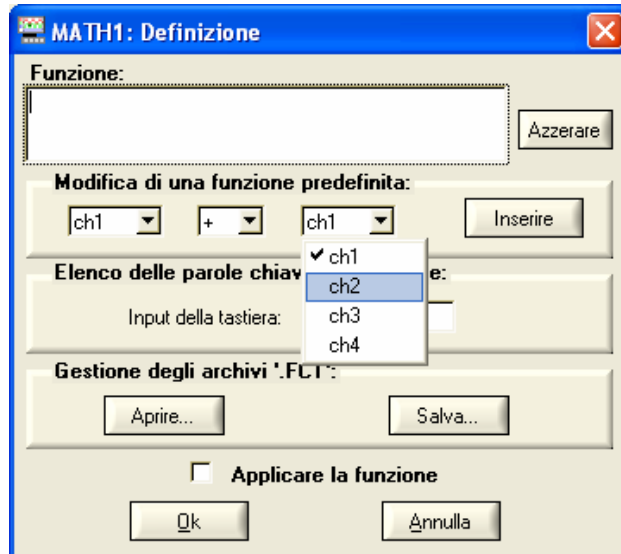 MATH1: Definizione
Funzione:
Azzerare
Modifica di una funzione predefinita:
ch1 + ch1 Inserire
ch1
Elenco delle parole e:
ch2
Input della tastiera: ch3
ch4
Gestione degli archivi '.FCT':
Aprire... Salva...
Applicare la funzione
Ok Annulla